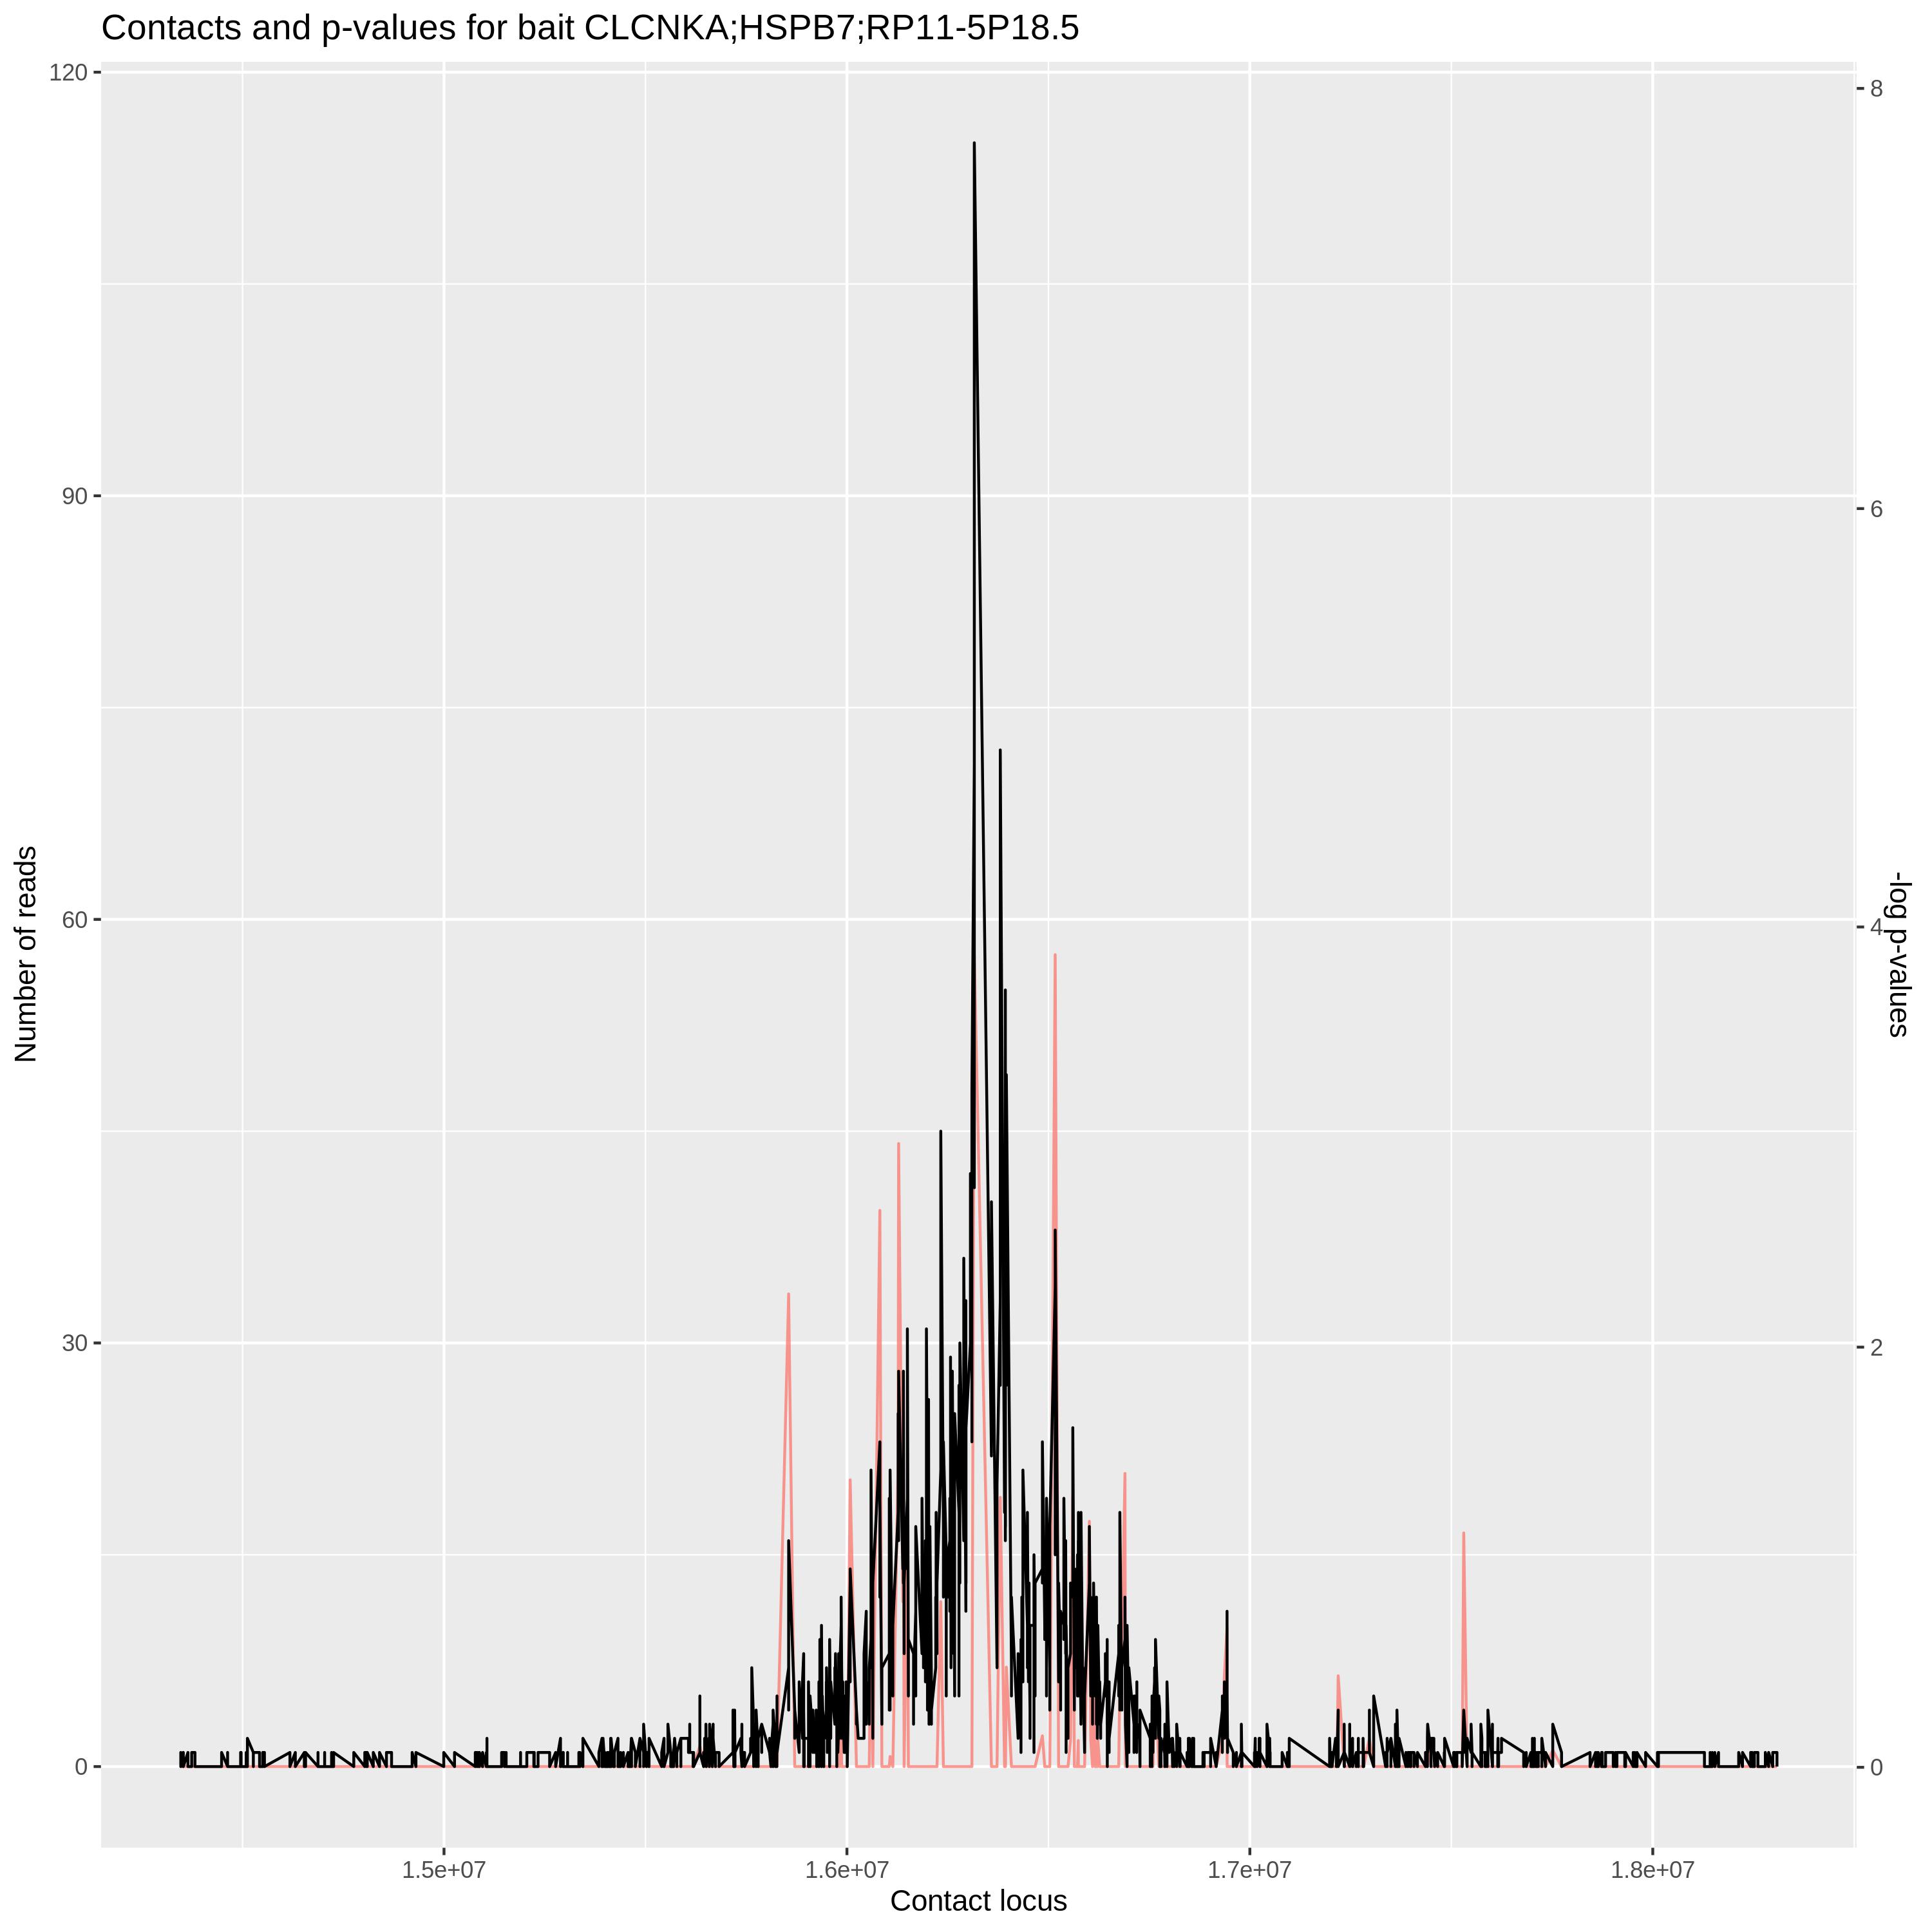 Contacts and p-values for bait CLCNKA;HSPB7;RP11-5P18.5
120
90
60
30
0
8
6
4
2
0
Number of reads
-log p-values
1.5e+07 1.6e+07 1.7e+07 1.8e+07
Contact locus